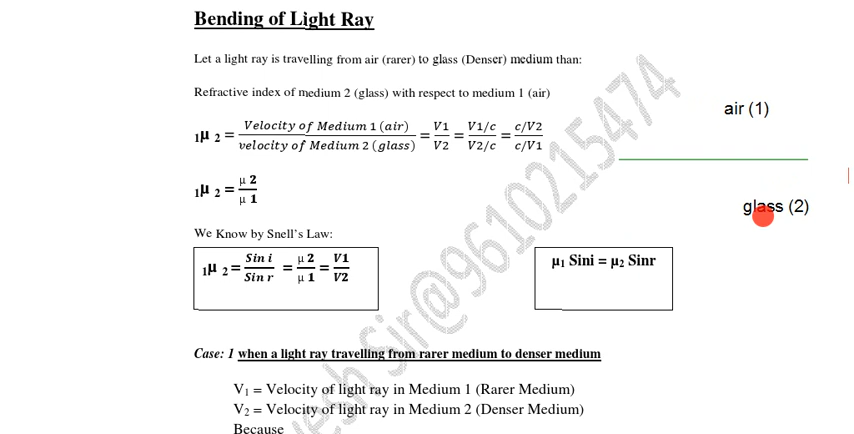 Bending of Light Ray
Let a light ray is travelling from air (rarer) to glass (Denser) medium than:
Refractive index of medium 2 (glass) with respect to medium 1 (air)
air (1)
₁μ ₂ = Velocity of Medium 1 (air) / velocity of Medium 2 (glass) = V1/V2 = V1/c / V2/c = c/V2 / c/V1
₁μ ₂ = μ 2 / μ 1
glass (2)
We Know by Snell's Law:
₁μ ₂ = Sin i / Sin r = μ 2 / μ 1 = V1 / V2
μ₁ Sini = μ₂ Sinr
Case: 1 when a light ray travelling from rarer medium to denser medium
V₁ = Velocity of light ray in Medium 1 (Rarer Medium)
V₂ = Velocity of light ray in Medium 2 (Denser Medium)
Because
Sir@9610215474